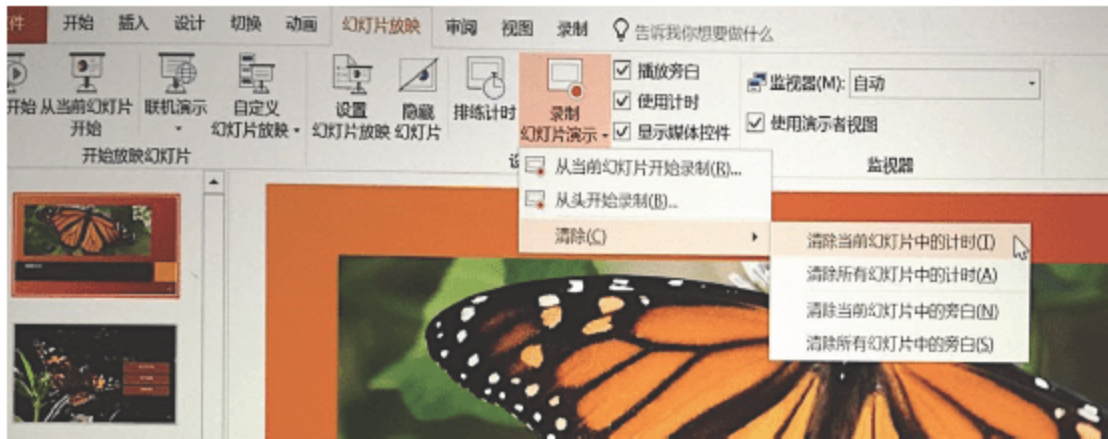 件 开始 插入 设计 切换 动画 幻灯片放映 审阅 视图 录制 告诉我你想要做什么
开始 从当前幻灯片
开始
联机演示
自定义
幻灯片放映
开始放映幻灯片
设置
幻灯片放映
隐藏
幻灯片
排练计时
录制
幻灯片演示
播放旁白
使用计时
显示媒体控件
设
监视器(M): 自动
使用演示者视图
监视器
从当前幻灯片开始录制(R)...
从头开始录制(B)...
清除(C)
清除当前幻灯片中的计时(T)
清除所有幻灯片中的计时(A)
清除当前幻灯片中的旁白(N)
清除所有幻灯片中的旁白(S)